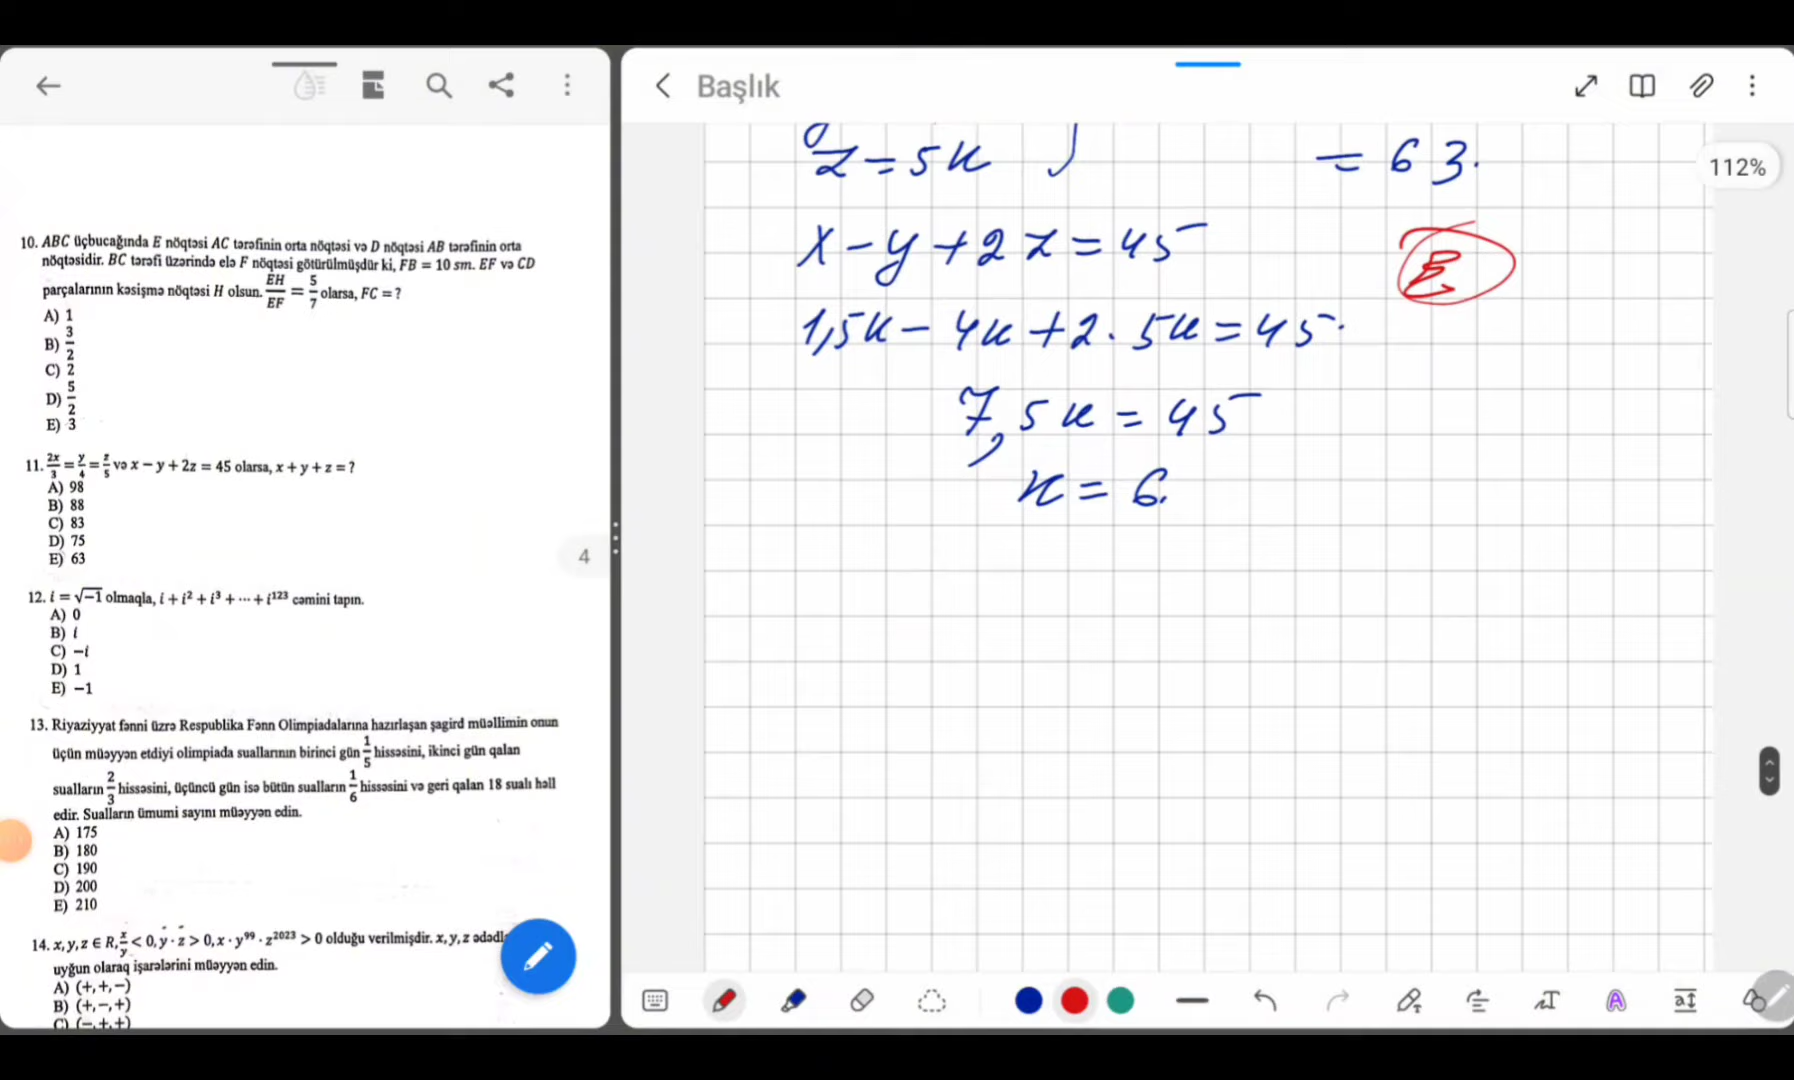 Başlık
112%
4
10. ABC üçbucağında E nöqtəsi AC tərəfinin orta nöqtəsi və D nöqtəsi AB tərəfinin orta
nöqtəsidir. BC tərəfi üzərində elə F nöqtəsi götürülmüşdür ki, FB = 10 sm. EF və CD
parçalarının kəsişmə nöqtəsi H olsun. EH/EF = 5/7 olarsa, FC = ?
A) 1
B) 3/2
C) 2
D) 5/2
E) 3
11. 2x/3 = y/4 = z/5 və x − y + 2z = 45 olarsa, x + y + z = ?
A) 98
B) 88
C) 83
D) 75
E) 63
12. i = √−1 olmaqla, i + i² + i³ + ⋯ + i¹²³ cəmini tapın.
A) 0
B) i
C) −i
D) 1
E) −1
13. Riyaziyyat fənni üzrə Respublika Fənn Olimpiadalarına hazırlaşan şagird müəllimin onun
üçün müəyyən etdiyi olimpiada suallarının birinci gün 1/5 hissəsini, ikinci gün qalan
sualların 2/3 hissəsini, üçüncü gün isə bütün sualların 1/6 hissəsini və geri qalan 18 sualı həll
edir. Sualların ümumi sayını müəyyən edin.
A) 175
B) 180
C) 190
D) 200
E) 210
14. x, y, z ∈ R, x/y < 0, y · z > 0, x · y⁹⁹ · z²⁰²³ > 0 olduğu verilmişdir. x, y, z
uyğun olaraq işarələrini müəyyən edin.
A) (+, +, −)
B) (+, −, +)
C) (−, +, +)
z = 5k
= 63.
x − y + 2z = 45
E
1,5k − 4k + 2 · 5k = 45.
7,5k = 45
k = 6.